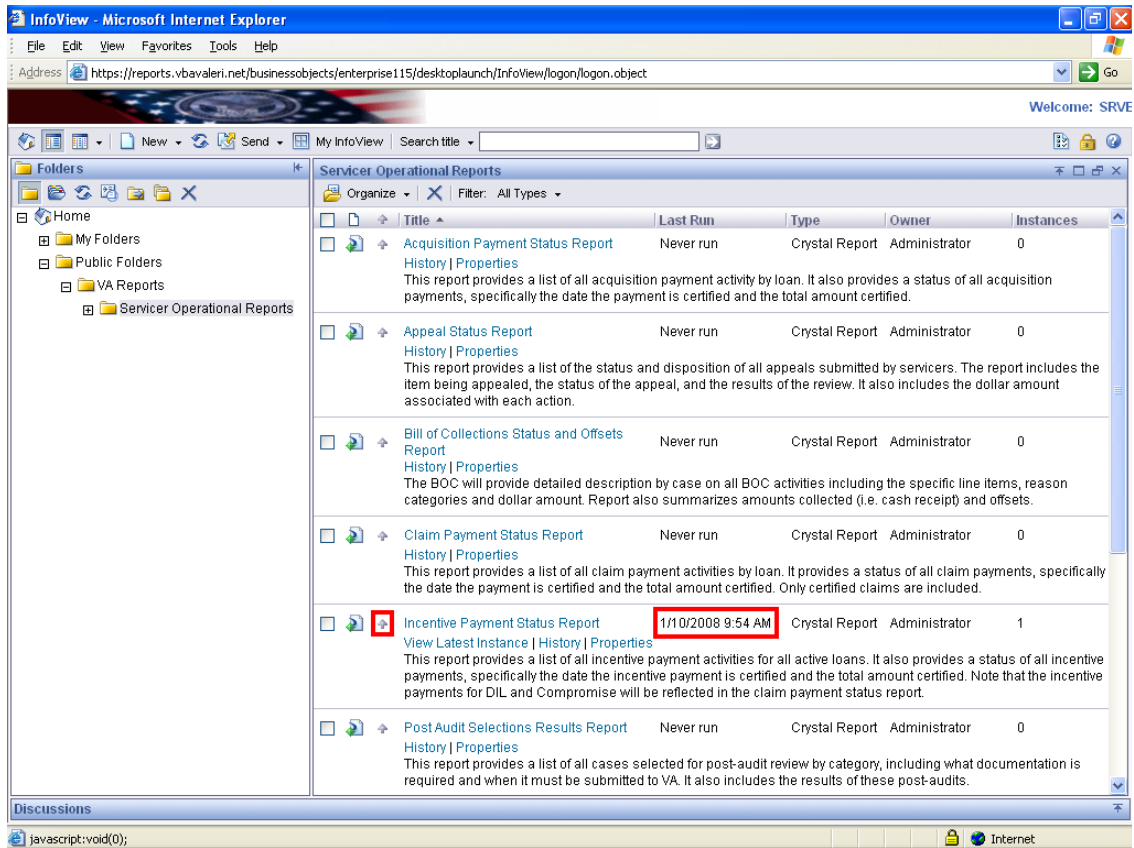 InfoView - Microsoft Internet Explorer
File Edit View Favorites Tools Help
Address https://reports.vbavaleri.net/businessobjects/enterprise115/desktoplaunch/InfoView/logon/logon.object Go
Welcome: SRVE
New Send My InfoView Search title
Folders
Home
My Folders
Public Folders
VA Reports
Servicer Operational Reports
Servicer Operational Reports
Organize Filter: All Types
Title Last Run Type Owner Instances
Acquisition Payment Status Report Never run Crystal Report Administrator 0
History | Properties
This report provides a list of all acquisition payment activity by loan. It also provides a status of all acquisition
payments, specifically the date the payment is certified and the total amount certified.
Appeal Status Report Never run Crystal Report Administrator 0
History | Properties
This report provides a list of the status and disposition of all appeals submitted by servicers. The report includes the
item being appealed, the status of the appeal, and the results of the review. It also includes the dollar amount
associated with each action.
Bill of Collections Status and Offsets
Report Never run Crystal Report Administrator 0
History | Properties
The BOC will provide detailed description by case on all BOC activities including the specific line items, reason
categories and dollar amount. Report also summarizes amounts collected (i.e. cash receipt) and offsets.
Claim Payment Status Report Never run Crystal Report Administrator 0
History | Properties
This report provides a list of all claim payment activities by loan. It provides a status of all claim payments, specifically
the date the payment is certified and the total amount certified. Only certified claims are included.
Incentive Payment Status Report 1/10/2008 9:54 AM Crystal Report Administrator 1
View Latest Instance | History | Properties
This report provides a list of all incentive payment activities for all active loans. It also provides a status of all incentive
payments, specifically the date the incentive payment is certified and the total amount certified. Note that the incentive
payments for DIL and Compromise will be reflected in the claim payment status report.
Post Audit Selections Results Report Never run Crystal Report Administrator 0
History | Properties
This report provides a list of all cases selected for post-audit review by category, including what documentation is
required and when it must be submitted to VA. It also includes the results of these post-audits.
Discussions
javascript:void(0); Internet